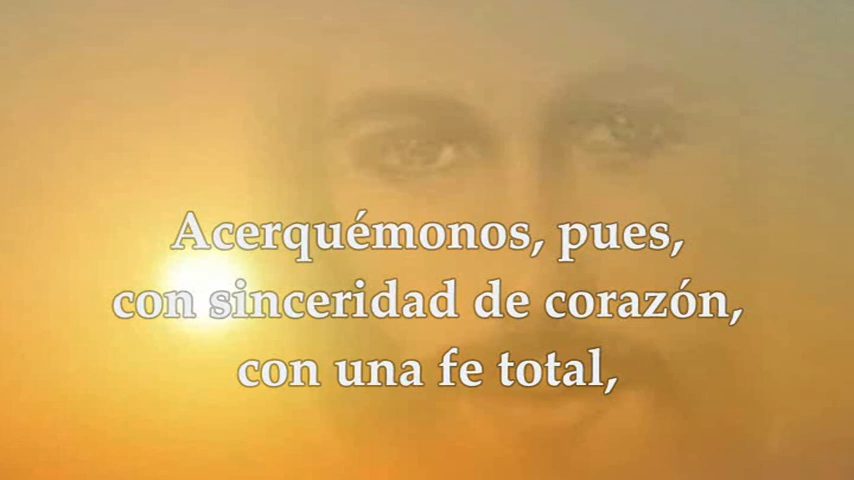 Acerquémonos, pues,
con sinceridad de corazón,
con una fe total,